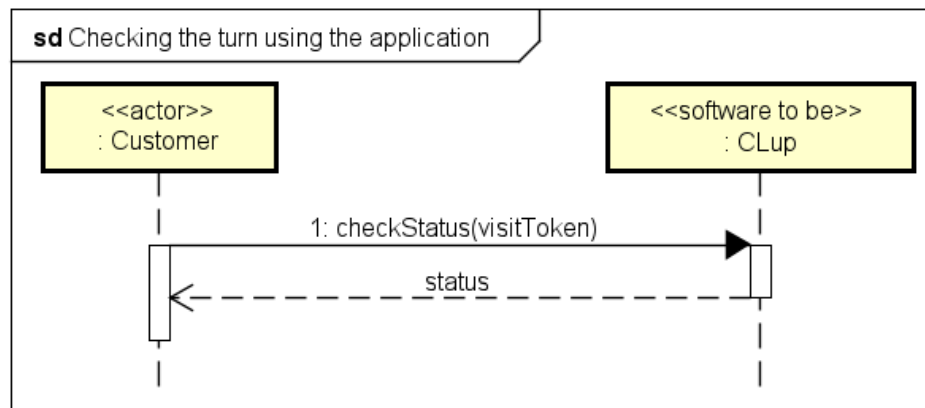 sd Checking the turn using the application
<<actor>>
: Customer
<<software to be>>
: CLup
1: checkStatus(visitToken)
status